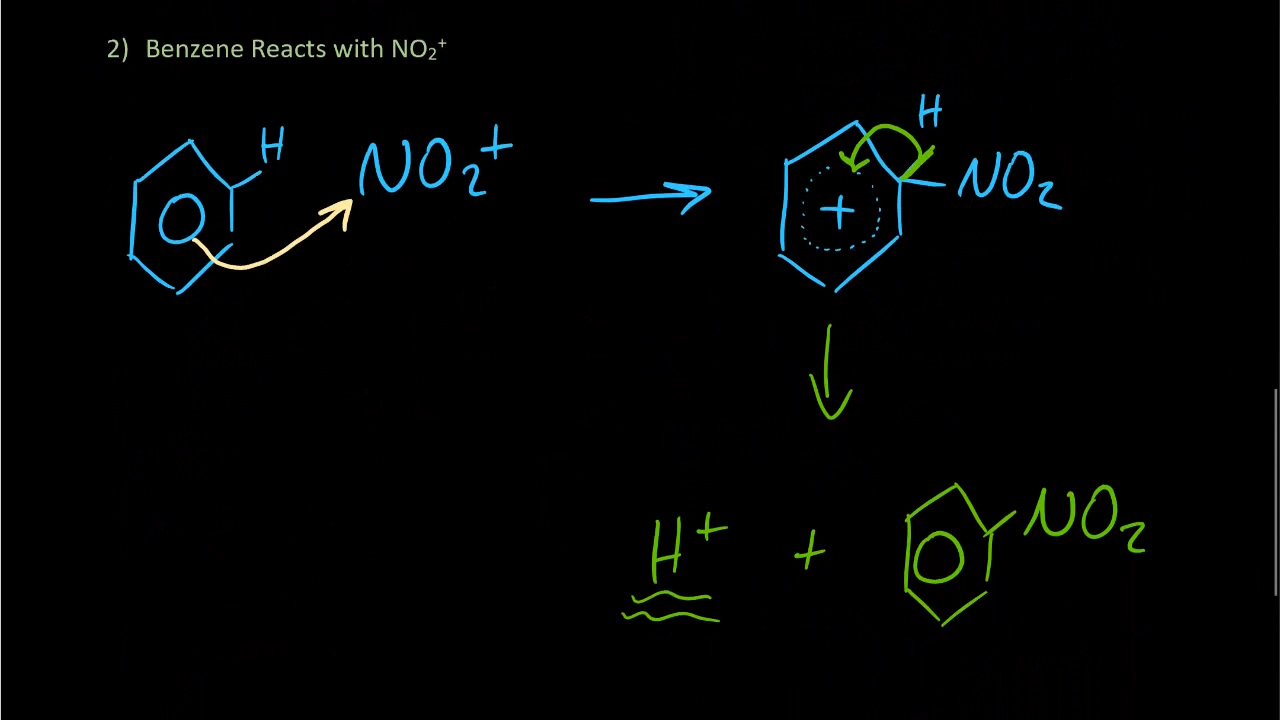 2) Benzene Reacts with NO₂⁺
H NO₂⁺
H
+ NO₂
H⁺ + NO₂